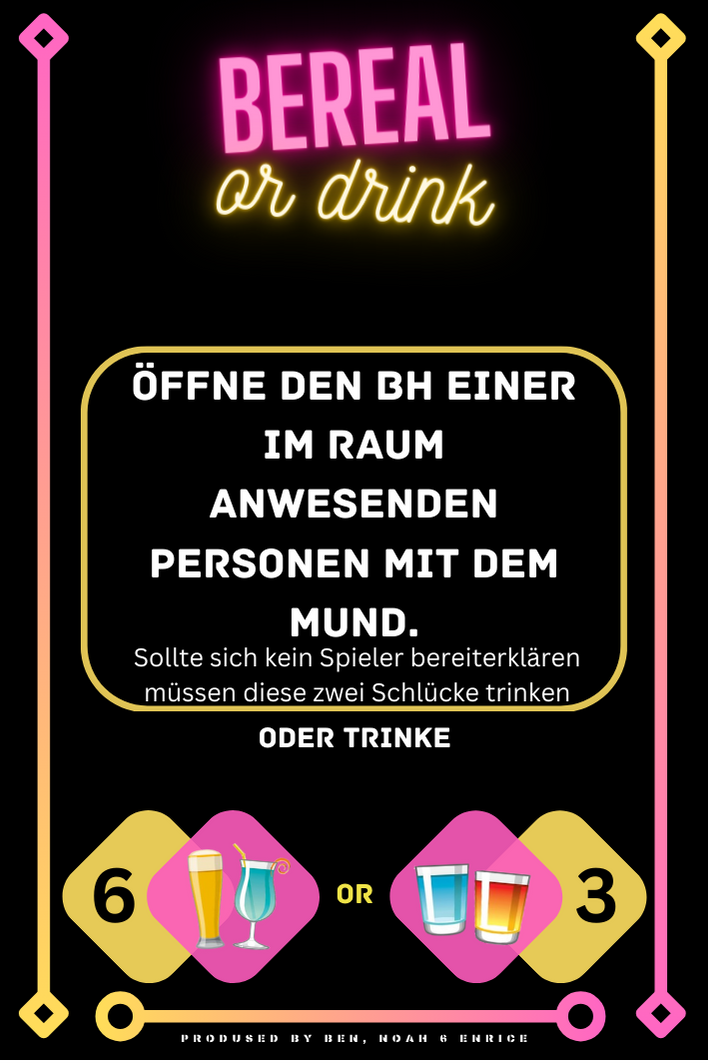 BEREAL
or drink
ÖFFNE DEN BH EINER
IM RAUM
ANWESENDEN
PERSONEN MIT DEM
MUND.
Sollte sich kein Spieler bereiterklären
müssen diese zwei Schlücke trinken
ODER TRINKE
6 OR 3
PRODUSED BY BEN, NOAH & ENRICE